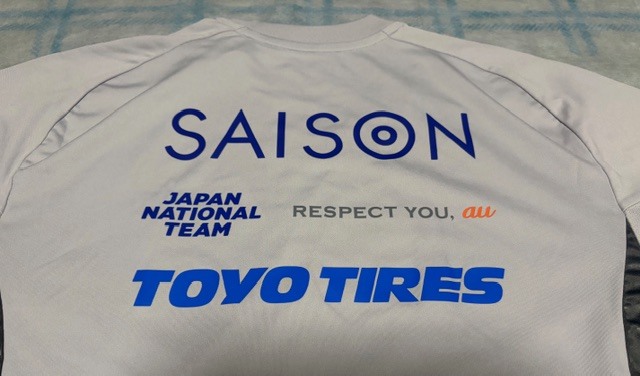 SAISON
JAPAN
NATIONAL
TEAM
RESPECT YOU, au
TOYO TIRES